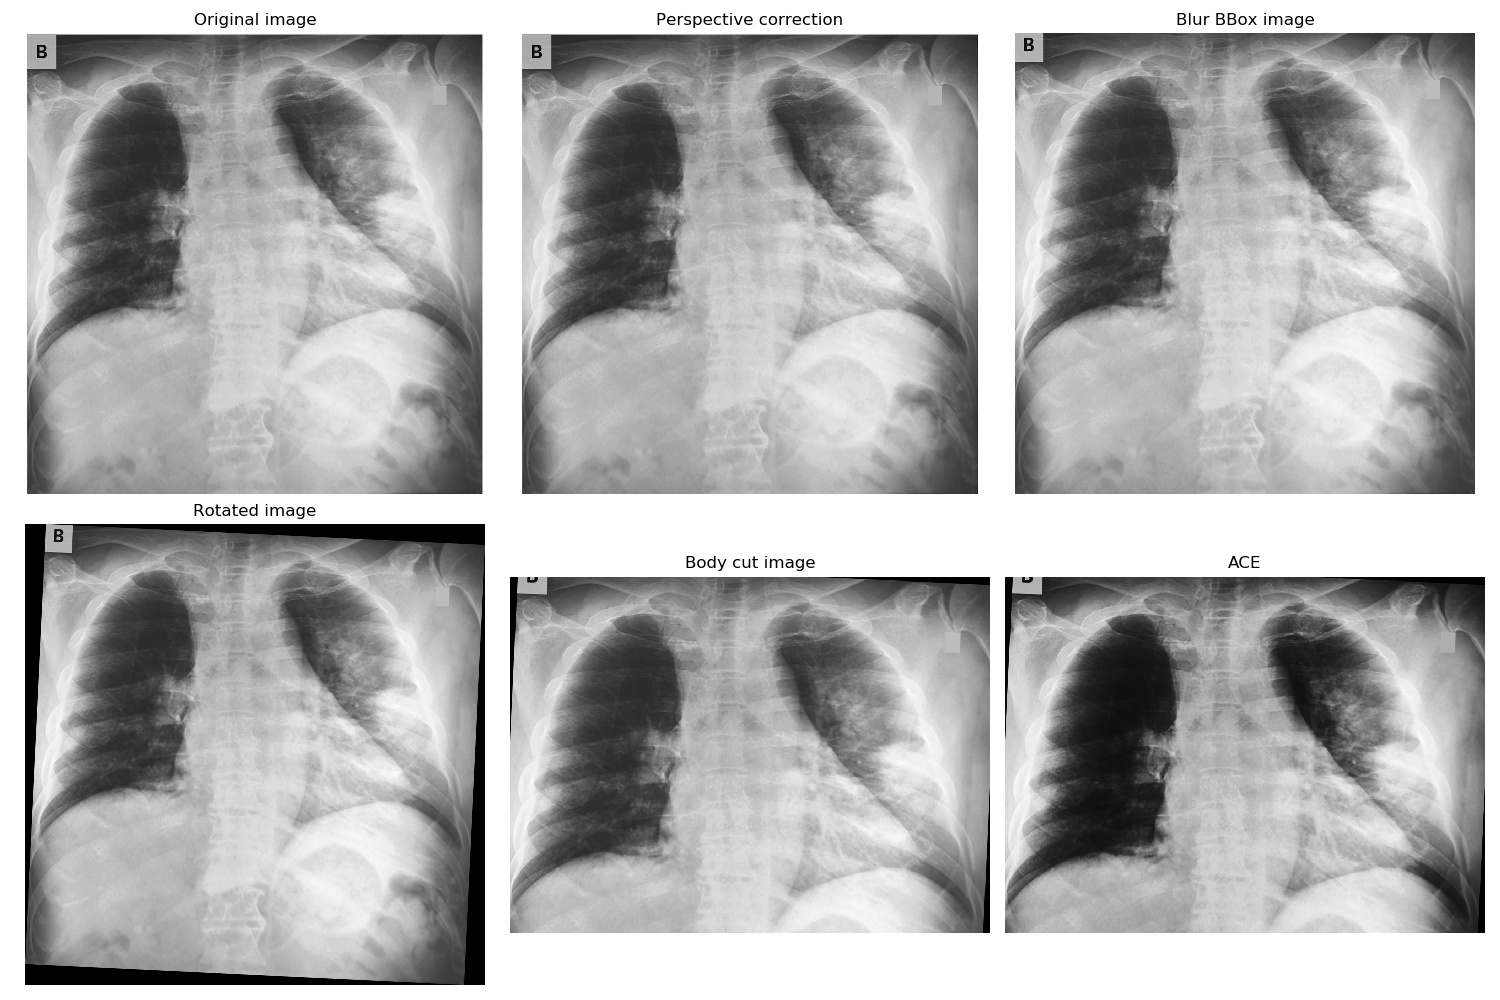 Original image
Perspective correction
Blur BBox image
B
B
B
Rotated image
B
Body cut image
ACE
B
B